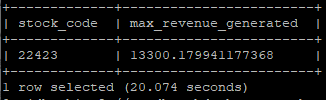 +-------------+------------------------+
| stock_code | max_revenue_generated |
+-------------+------------------------+
| 22423 | 13300.179941177368 |
+-------------+------------------------+
1 row selected (20.074 seconds)